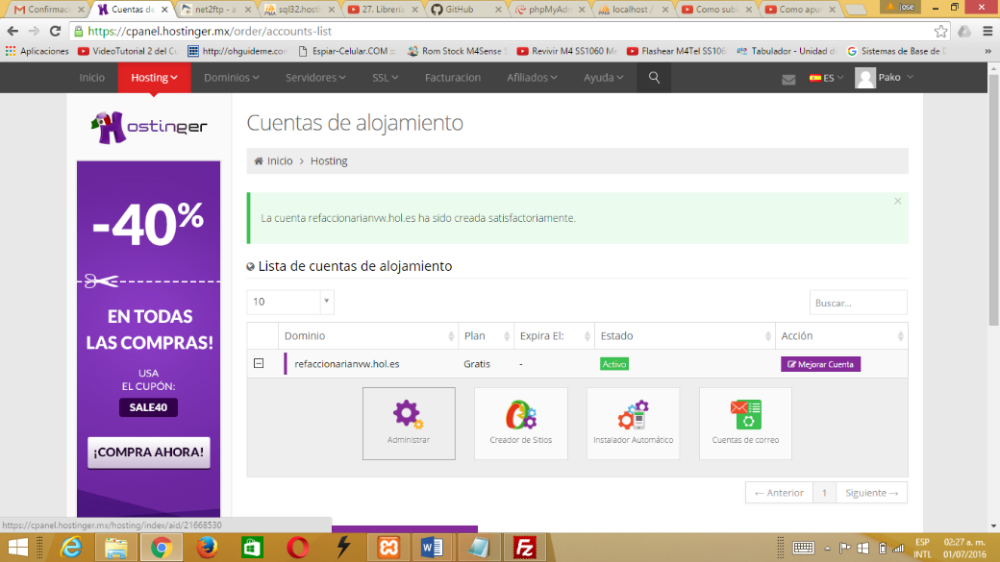 Confirmac
Cuentas de
net2ftp - a
sql32.hostin
27. Libreria
GitHub
phpMyAdm
localhost /
Como subi
Como apu
jose
https://cpanel.hostinger.mx/order/accounts-list
Aplicaciones
VideoTutorial 2 del Cu
http://ohguideme.com
Espiar-Celular.COM ::
Rom Stock M4Sense
Revivir M4 SS1060 Me
Flashear M4Tel SS106
Tabulador - Unidad d
Sistemas de Base de D
»
Inicio
Hosting
Dominios
Servidores
SSL
Facturacion
Afiliados
Ayuda
ES
Pako
Hostinger
-40%
EN TODAS
LAS COMPRAS!
USA
EL CUPÓN:
SALE40
¡COMPRA AHORA!
Cuentas de alojamiento
Inicio > Hosting
La cuenta refaccionarianvw.hol.es ha sido creada satisfactoriamente.
×
Lista de cuentas de alojamiento
10
Buscar...
Dominio
Plan
Expira El:
Estado
Acción
refaccionarianvw.hol.es
Gratis
-
Activo
Mejorar Cuenta
Administrar
Creador de Sitios
Instalador Automático
Cuentas de correo
← Anterior
1
Siguiente →
https://cpanel.hostinger.mx/hosting/index/aid/21668530
ESP
INTL
02:27 a. m.
01/07/2016